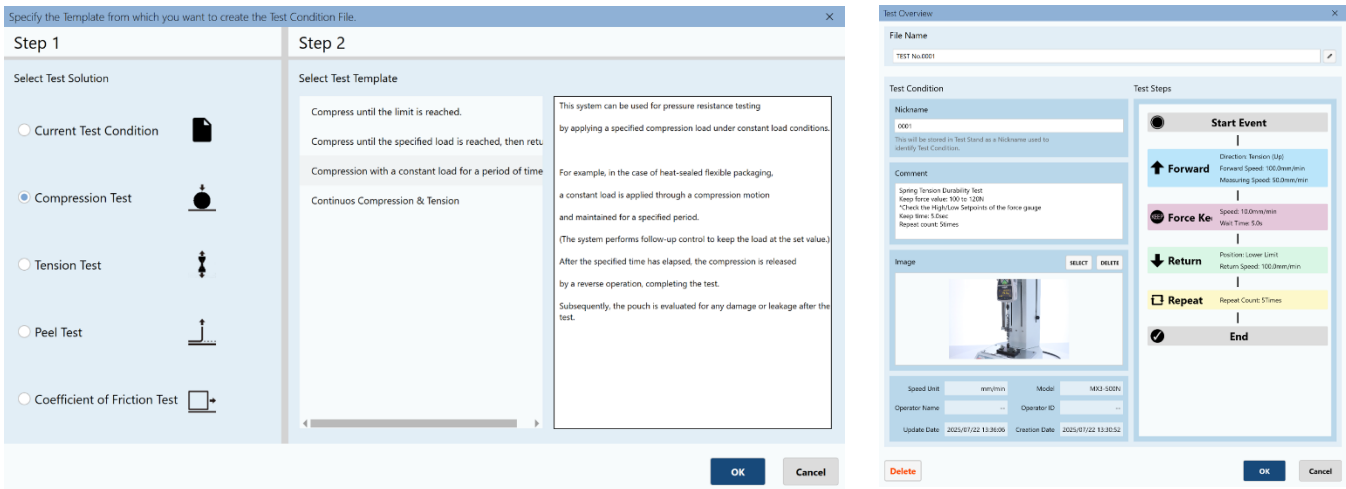 Specify the Template from which you want to create the Test Condition File.
Step 1
Step 2
Select Test Solution
Current Test Condition
Compression Test
Tension Test
Peel Test
Coefficient of Friction Test
Select Test Template
Compress until the limit is reached.
Compress until the specified load is reached, then retu
Compression with a constant load for a period of time
Continuos Compression & Tension
This system can be used for pressure resistance testing
by applying a specified compression load under constant load conditions.
For example, in the case of heat-sealed flexible packaging,
a constant load is applied through a compression motion
and maintained for a specified period.
(The system performs follow-up control to keep the load at the set value.)
After the specified time has elapsed, the compression is released
by a reverse operation, completing the test.
Subsequently, the pouch is evaluated for any damage or leakage after the
test.
OK
Cancel
Test Overview
File Name
TEST No.0001
Test Condition
Nickname
0001
This will be stored in Test Stand as a Nickname used to
identify Test Condition.
Comment
Spring Tension Durability Test
Keep force value: 100 to 120N
*Check the High/Low Setpoints of the force gauge
Keep time: 5.0sec
Repeat count: 5times
Image
SELECT
DELETE
Speed Unit
mm/min
Model
MX3-500N
Operator Name
--
Operator ID
--
Update Date
2025/07/22 13:36:06
Creation Date
2025/07/22 13:30:52
Test Steps
Start Event
Forward
Direction: Tension (Up)
Forward Speed: 100.0mm/min
Measuring Speed: 50.0mm/min
Force Ke
Speed: 10.0mm/min
Wait Time: 5.0s
Return
Position: Lower Limit
Return Speed: 100.0mm/min
Repeat
Repeat Count: 5Times
End
Delete
OK
Cancel